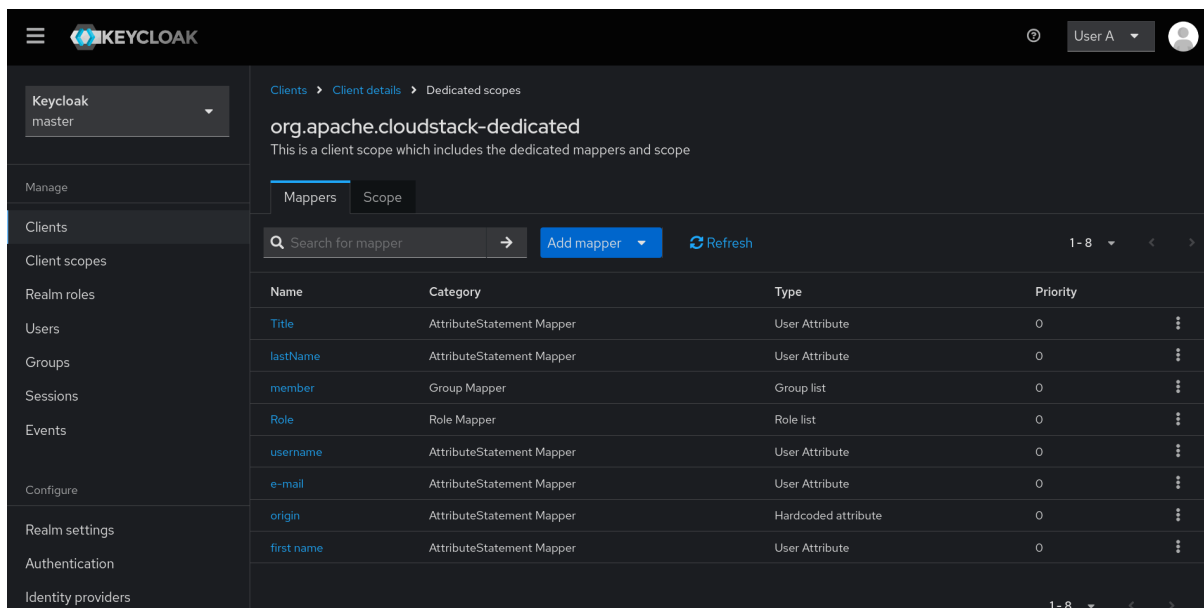 KEYCLOAK
User A
Keycloak
master
Manage
Clients
Client scopes
Realm roles
Users
Groups
Sessions
Events
Configure
Realm settings
Authentication
Identity providers
Clients > Client details > Dedicated scopes
org.apache.cloudstack-dedicated
This is a client scope which includes the dedicated mappers and scope
Mappers Scope
Search for mapper Add mapper Refresh 1 - 8
Name Category Type Priority
Title AttributeStatement Mapper User Attribute 0
lastName AttributeStatement Mapper User Attribute 0
member Group Mapper Group list 0
Role Role Mapper Role list 0
username AttributeStatement Mapper User Attribute 0
e-mail AttributeStatement Mapper User Attribute 0
origin AttributeStatement Mapper Hardcoded attribute 0
first name AttributeStatement Mapper User Attribute 0
1 - 8